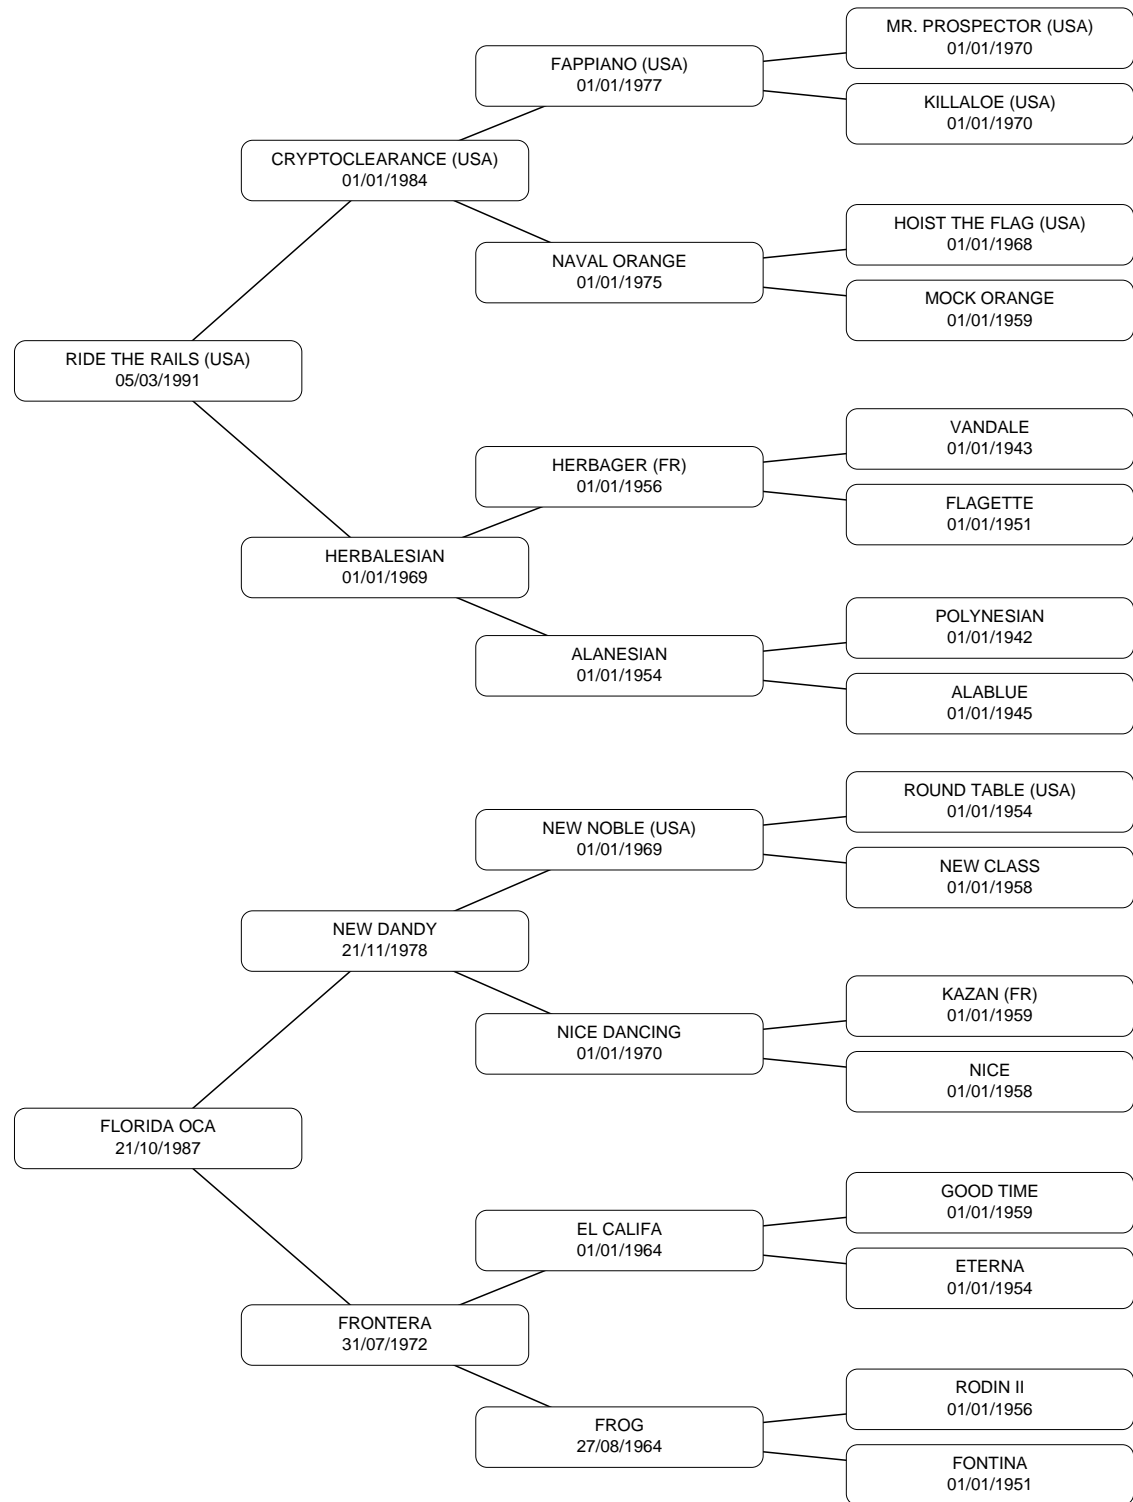 MR. PROSPECTOR (USA)
01/01/1970
FAPPIANO (USA)
01/01/1977
KILLALOE (USA)
01/01/1970
CRYPTOCLEARANCE (USA)
01/01/1984
HOIST THE FLAG (USA)
01/01/1968
NAVAL ORANGE
01/01/1975
MOCK ORANGE
01/01/1959
RIDE THE RAILS (USA)
05/03/1991
VANDALE
01/01/1943
HERBAGER (FR)
01/01/1956
FLAGETTE
01/01/1951
HERBALESIAN
01/01/1969
POLYNESIAN
01/01/1942
ALANESIAN
01/01/1954
ALABLUE
01/01/1945
ROUND TABLE (USA)
01/01/1954
NEW NOBLE (USA)
01/01/1969
NEW CLASS
01/01/1958
NEW DANDY
21/11/1978
KAZAN (FR)
01/01/1959
NICE DANCING
01/01/1970
NICE
01/01/1958
FLORIDA OCA
21/10/1987
GOOD TIME
01/01/1959
EL CALIFA
01/01/1964
ETERNA
01/01/1954
FRONTERA
31/07/1972
RODIN II
01/01/1956
FROG
27/08/1964
FONTINA
01/01/1951